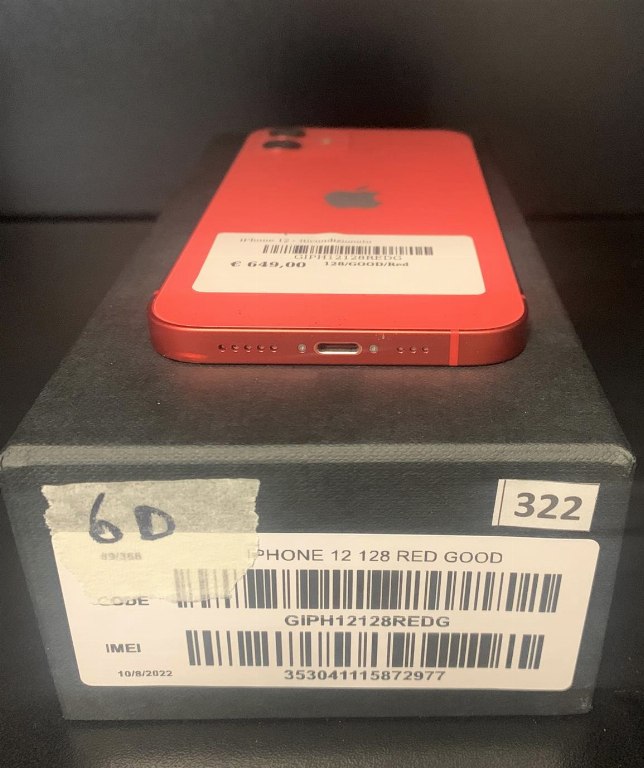 iPhone 12 - Ricondizionato
GIPH12128REDG
€ 649,00 128/GOOD/Red
322
6D
PHONE 12 128 RED GOOD
CODE
GIPH12128REDG
IMEI
10/8/2022
353041115872977